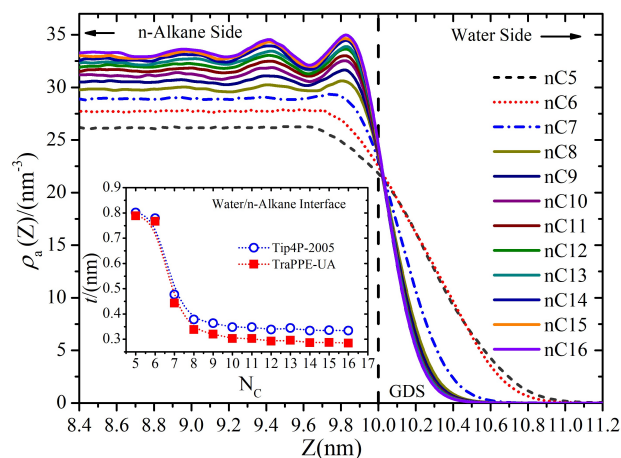 n-Alkane Side
Water Side
35
30
25
20
15
10
5
0
ρa (Z)/(nm-3)
8.4 8.6 8.8 9.0 9.2 9.4 9.6 9.8 10.0 10.2 10.4 10.6 10.8 11.0 11.2
Z(nm)
GDS
nC5
nC6
nC7
nC8
nC9
nC10
nC11
nC12
nC13
nC14
nC15
nC16
Water/n-Alkane Interface
Tip4P-2005
TraPPE-UA
0.8
0.7
0.6
0.5
0.4
0.3
t/(nm)
5 6 7 8 9 10 11 12 13 14 15 16 17
NC